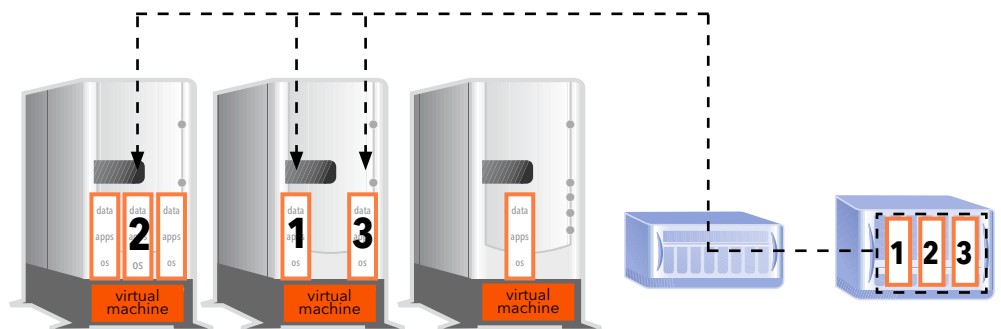 data data data
apps apps apps
os os os
2
data data
apps apps
os os
1 3
data
apps
os
virtual
machine
virtual
machine
virtual
machine
1 2 3